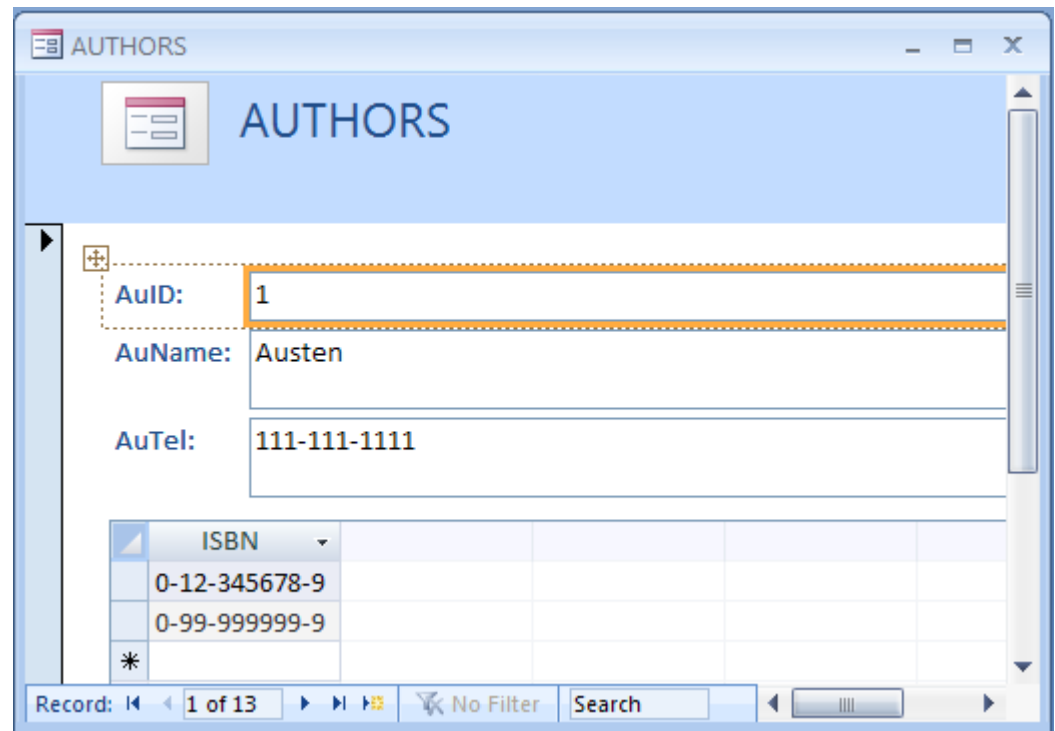 AUTHORS
AUTHORS
AuID: 1
AuName: Austen
AuTel: 111-111-1111
ISBN
0-12-345678-9
0-99-999999-9
Record: 1 of 13 No Filter Search